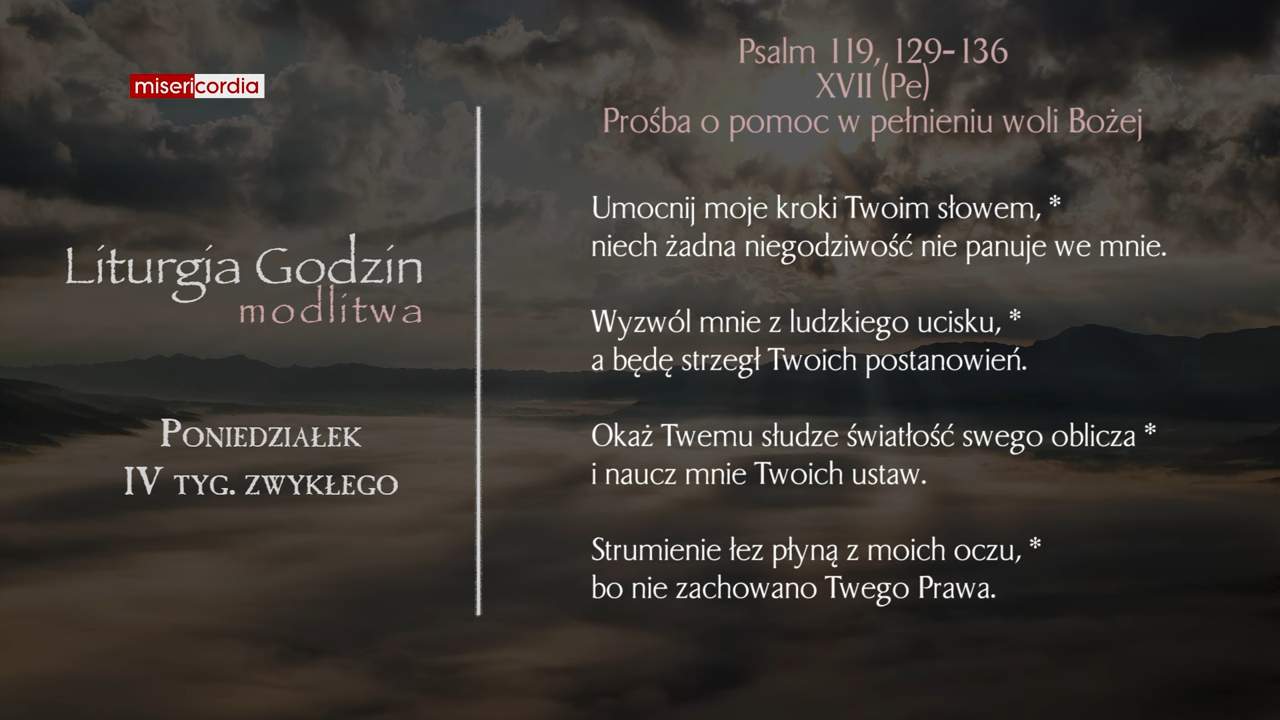 misericordia
Liturgia Godzin
modlitwa
Poniedziałek
IV tyg. zwykłego
Psalm 119, 129-136
XVII (Pe)
Prośba o pomoc w pełnieniu woli Bożej
Umocnij moje kroki Twoim słowem, *
niech żadna niegodziwość nie panuje we mnie.
Wyzwól mnie z ludzkiego ucisku, *
a będę strzegł Twoich postanowień.
Okaż Twemu słudze światłość swego oblicza *
i naucz mnie Twoich ustaw.
Strumienie łez płyną z moich oczu, *
bo nie zachowano Twego Prawa.